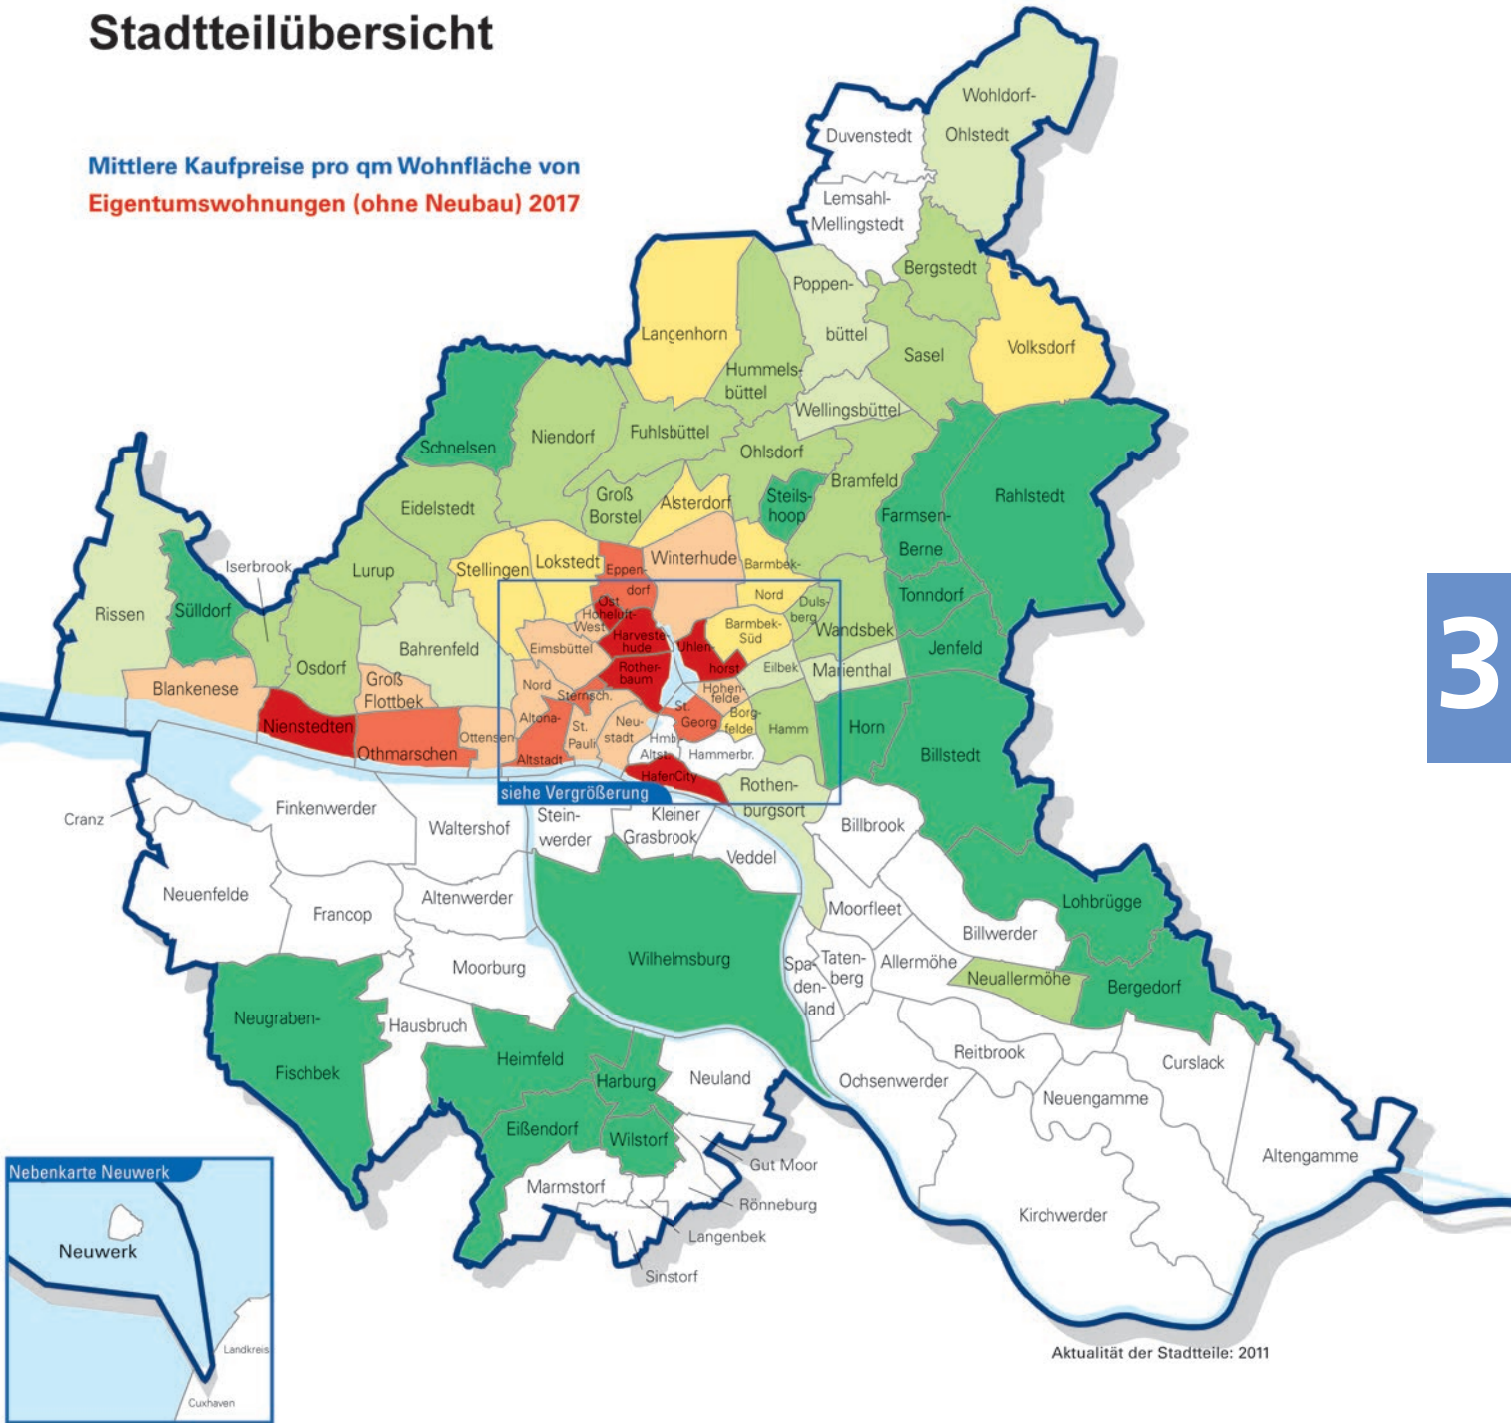 Stadtteilübersicht
Mittlere Kaufpreise pro qm Wohnfläche von
Eigentumswohnungen (ohne Neubau) 2017
Wohldorf-
Ohlstedt
Duvenstedt
Lemsahl-
Mellingstedt
Bergstedt
Poppen-
büttel
Langenhorn
Volksdorf
Sasel
Hummels-
büttel
Wellingsbüttel
Schnelsen
Niendorf
Fuhlsbüttel
Ohlsdorf
Bramfeld
Rahlstedt
Eidelstedt
Groß
Borstel
Alsterdorf
Steils-
hoop
Farmsen-
Berne
Iserbrook
Lurup
Stellingen
Lokstedt
Eppen-
dorf
Winterhude
Barmbek-
Nord
Tonndorf
Rissen
Sülldorf
Ost
Hoheluft-
West
Duls-
berg
Wandsbek
Bahrenfeld
Eimsbüttel
Harveste-
hude
Uhlen-
horst
Barmbek-
Süd
Jenfeld
Osdorf
Rother-
baum
Eilbek
Marienthal
Blankenese
Groß
Flottbek
Nord
Sternsch.
Hohen-
felde
Nienstedten
Othmarschen
Ottensen
Altona-
Altstadt
St.
Pauli
Neu-
stadt
Hmb
Altst.
St.
Georg
Borg-
felde
Hammerbr.
Hamm
Horn
Billstedt
HafenCity
siehe Vergrößerung
Rothen-
burgsort
3
Cranz
Finkenwerder
Waltershof
Stein-
werder
Kleiner
Grasbrook
Veddel
Billbrook
Neuenfelde
Francop
Altenwerder
Moorfleet
Lohbrügge
Billwerder
Moorburg
Wilhelmsburg
Spa-
den-
land
Taten-
berg
Allermöhe
Neuallermöhe
Bergedorf
Neugraben-
Fischbek
Hausbruch
Heimfeld
Harburg
Neuland
Ochsenwerder
Reitbrook
Curslack
Neuengamme
Eißendorf
Wilstorf
Gut Moor
Altengamme
Marmstorf
Rönneburg
Kirchwerder
Langenbek
Sinstorf
Nebenkarte Neuwerk
Neuwerk
Landkreis
Cuxhaven
Aktualität der Stadtteile: 2011